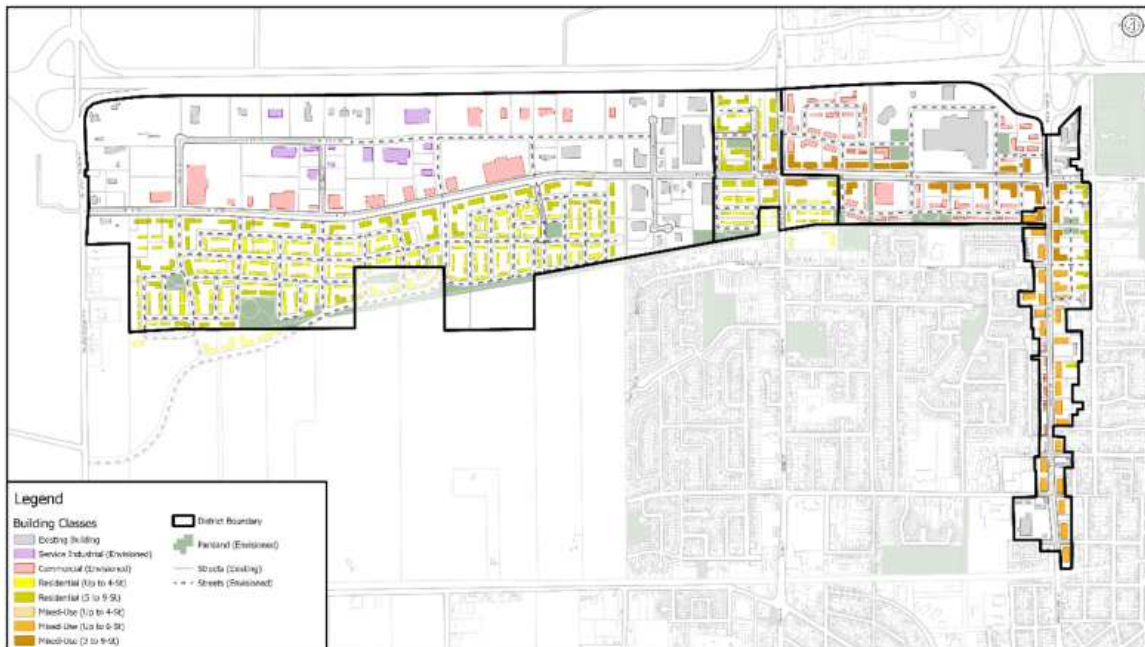 Legend
Building Classes
Existing Building
Service Industrial (Envisioned)
Commercial (Envisioned)
Residential (Up to 4-St)
Residential (5 to 9-St)
Mixed-Use (Up to 4-St)
Mixed-Use (Up to 6-St)
Mixed-Use (3 to 9-St)
District Boundary
Parkland (Envisioned)
Streets (Existing)
Streets (Envisioned)